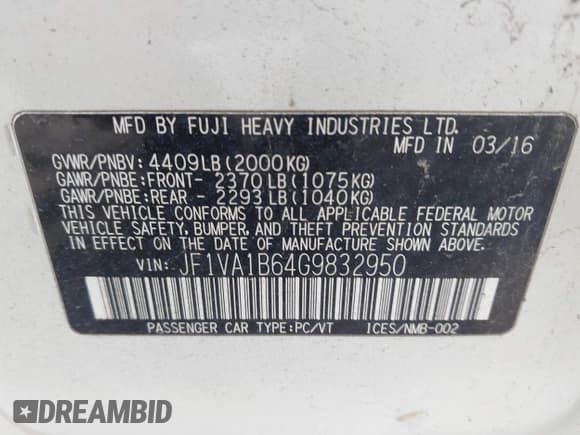 MFD BY FUJI HEAVY INDUSTRIES LTD.
MFD IN 03/16
GVWR/PNBV: 4409LB(2000KG)
GAWR/PNBE:FRONT- 2370LB(1075KG)
GAWR/PNBE:REAR - 2293LB(1040KG)
THIS VEHICLE CONFORMS TO ALL APPLICABLE FEDERAL MOTOR
VEHICLE SAFETY, BUMPER, AND THEFT PREVENTION STANDARDS
IN EFFECT ON THE DATE OF MANUFACTURE SHOWN ABOVE.
VIN: JF1VA1B64G9832950
PASSENGER CAR TYPE:PC/VT ICES/NMB-002
DREAMBID